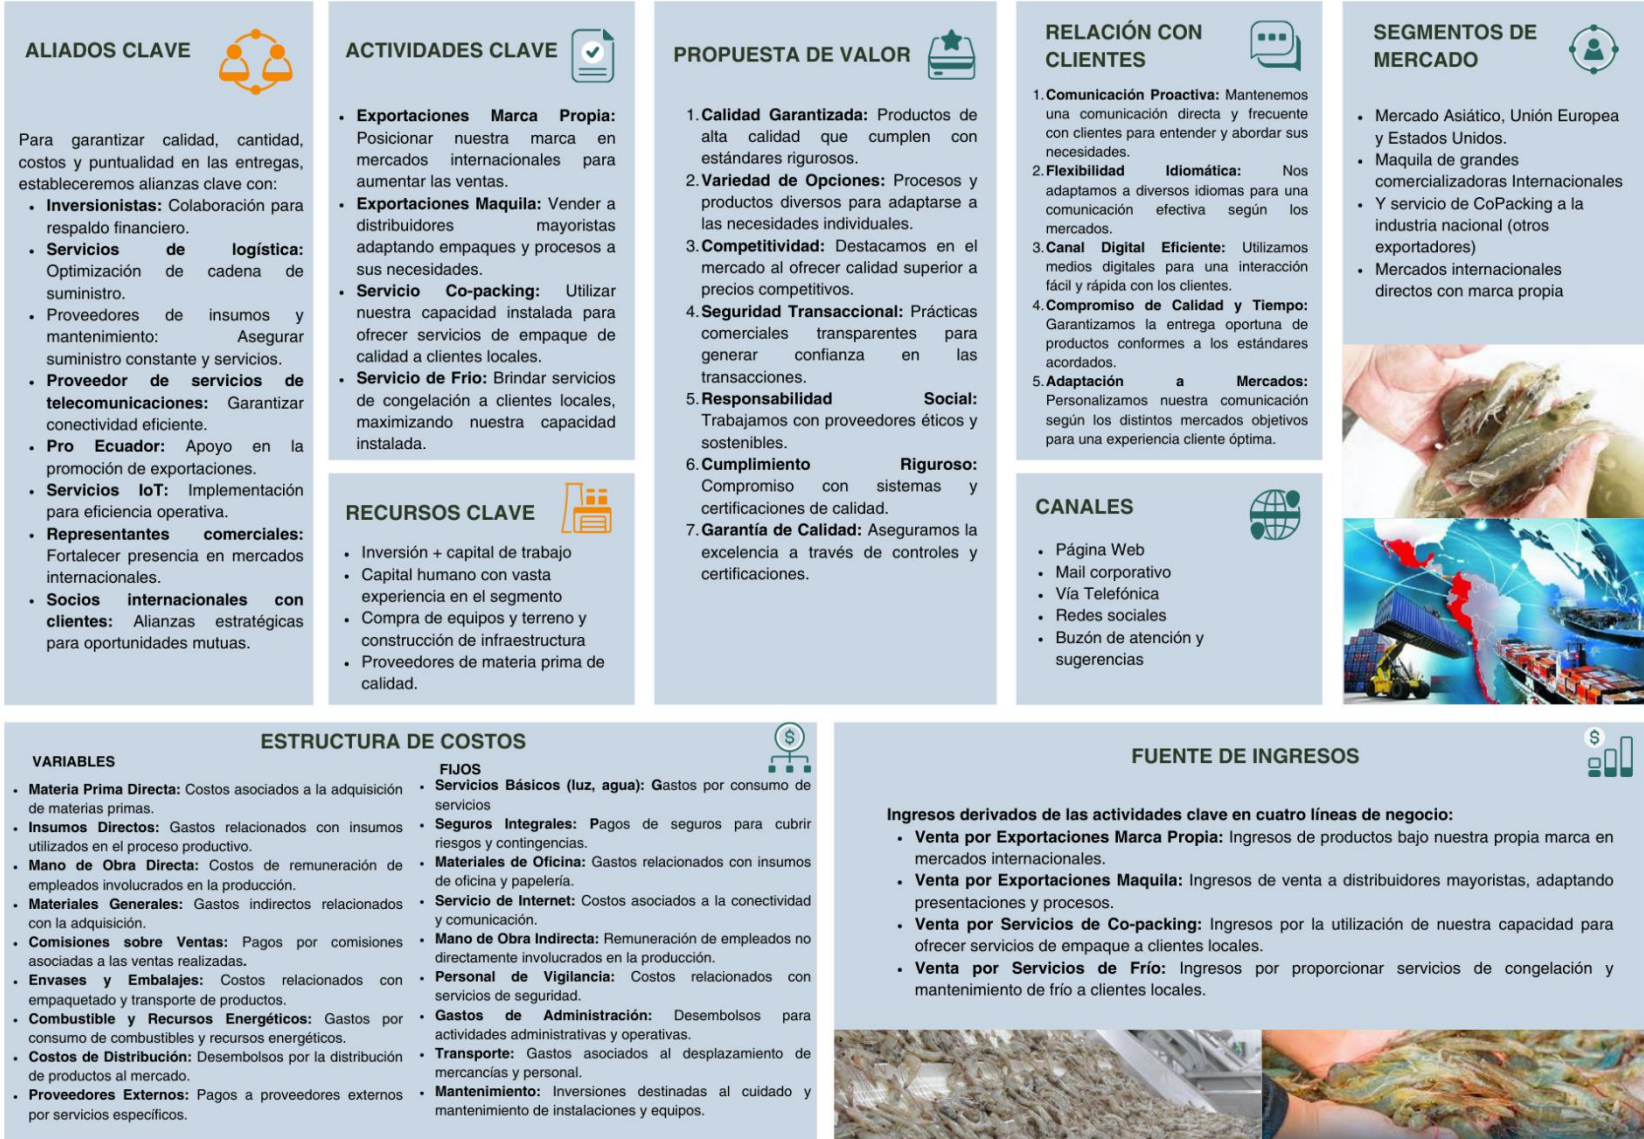 ALIADOS CLAVE
Para garantizar calidad, cantidad,
costos y puntualidad en las entregas,
estableceremos alianzas clave con:
• Inversionistas: Colaboración para
respaldo financiero.
• Servicios de logística:
Optimización de cadena de
suministro.
• Proveedores de insumos y
mantenimiento: Asegurar
suministro constante y servicios.
• Proveedor de servicios de
telecomunicaciones: Garantizar
conectividad eficiente.
• Pro Ecuador: Apoyo en la
promoción de exportaciones.
• Servicios IoT: Implementación
para eficiencia operativa.
• Representantes comerciales:
Fortalecer presencia en mercados
internacionales.
• Socios internacionales con
clientes: Alianzas estratégicas
para oportunidades mutuas.
ACTIVIDADES CLAVE
• Exportaciones Marca Propia:
Posicionar nuestra marca en
mercados internacionales para
aumentar las ventas.
• Exportaciones Maquila: Vender a
distribuidores mayoristas
adaptando empaques y procesos a
sus necesidades.
• Servicio Co-packing: Utilizar
nuestra capacidad instalada para
ofrecer servicios de empaque de
calidad a clientes locales.
• Servicio de Frio: Brindar servicios
de congelación a clientes locales,
maximizando nuestra capacidad
instalada.
RECURSOS CLAVE
• Inversión + capital de trabajo
• Capital humano con vasta
experiencia en el segmento
• Compra de equipos y terreno y
construcción de infraestructura
• Proveedores de materia prima de
calidad.
PROPUESTA DE VALOR
1. Calidad Garantizada: Productos de
alta calidad que cumplen con
estándares rigurosos.
2. Variedad de Opciones: Procesos y
productos diversos para adaptarse a
las necesidades individuales.
3. Competitividad: Destacamos en el
mercado al ofrecer calidad superior a
precios competitivos.
4. Seguridad Transaccional: Prácticas
comerciales transparentes para
generar confianza en las
transacciones.
5. Responsabilidad Social:
Trabajamos con proveedores éticos y
sostenibles.
6. Cumplimiento Riguroso:
Compromiso con sistemas y
certificaciones de calidad.
7. Garantía de Calidad: Aseguramos la
excelencia a través de controles y
certificaciones.
RELACIÓN CON
CLIENTES
1. Comunicación Proactiva: Mantenemos
una comunicación directa y frecuente
con clientes para entender y abordar sus
necesidades.
2. Flexibilidad Idiomática: Nos
adaptamos a diversos idiomas para una
comunicación efectiva según los
mercados.
3. Canal Digital Eficiente: Utilizamos
medios digitales para una interacción
fácil y rápida con los clientes.
4. Compromiso de Calidad y Tiempo:
Garantizamos la entrega oportuna de
productos conformes a los estándares
acordados.
5. Adaptación a Mercados:
Personalizamos nuestra comunicación
según los distintos mercados objetivos
para una experiencia cliente óptima.
CANALES
• Página Web
• Mail corporativo
• Vía Telefónica
• Redes sociales
• Buzón de atención y
sugerencias
SEGMENTOS DE
MERCADO
• Mercado Asiático, Unión Europea
y Estados Unidos.
• Maquila de grandes
comercializadoras Internacionales
• Y servicio de CoPacking a la
industria nacional (otros
exportadores)
• Mercados internacionales
directos con marca propia
ESTRUCTURA DE COSTOS
VARIABLES
• Materia Prima Directa: Costos asociados a la adquisición
de materias primas.
• Insumos Directos: Gastos relacionados con insumos
utilizados en el proceso productivo.
• Mano de Obra Directa: Costos de remuneración de
empleados involucrados en la producción.
• Materiales Generales: Gastos indirectos relacionados
con la adquisición.
• Comisiones sobre Ventas: Pagos por comisiones
asociadas a las ventas realizadas.
• Envases y Embalajes: Costos relacionados con
empaquetado y transporte de productos.
• Combustible y Recursos Energéticos: Gastos por
consumo de combustibles y recursos energéticos.
• Costos de Distribución: Desembolsos por la distribución
de productos al mercado.
• Proveedores Externos: Pagos a proveedores externos
por servicios específicos.
FIJOS
• Servicios Básicos (luz, agua): Gastos por consumo de
servicios
• Seguros Integrales: Pagos de seguros para cubrir
riesgos y contingencias.
• Materiales de Oficina: Gastos relacionados con insumos
de oficina y papelería.
• Servicio de Internet: Costos asociados a la conectividad
y comunicación.
• Mano de Obra Indirecta: Remuneración de empleados no
directamente involucrados en la producción.
• Personal de Vigilancia: Costos relacionados con
servicios de seguridad.
• Gastos de Administración: Desembolsos para
actividades administrativas y operativas.
• Transporte: Gastos asociados al desplazamiento de
mercancías y personal.
• Mantenimiento: Inversiones destinadas al cuidado y
mantenimiento de instalaciones y equipos.
FUENTE DE INGRESOS
Ingresos derivados de las actividades clave en cuatro líneas de negocio:
• Venta por Exportaciones Marca Propia: Ingresos de productos bajo nuestra propia marca en
mercados internacionales.
• Venta por Exportaciones Maquila: Ingresos de venta a distribuidores mayoristas, adaptando
presentaciones y procesos.
• Venta por Servicios de Co-packing: Ingresos por la utilización de nuestra capacidad para
ofrecer servicios de empaque a clientes locales.
• Venta por Servicios de Frío: Ingresos por proporcionar servicios de congelación y
mantenimiento de frío a clientes locales.